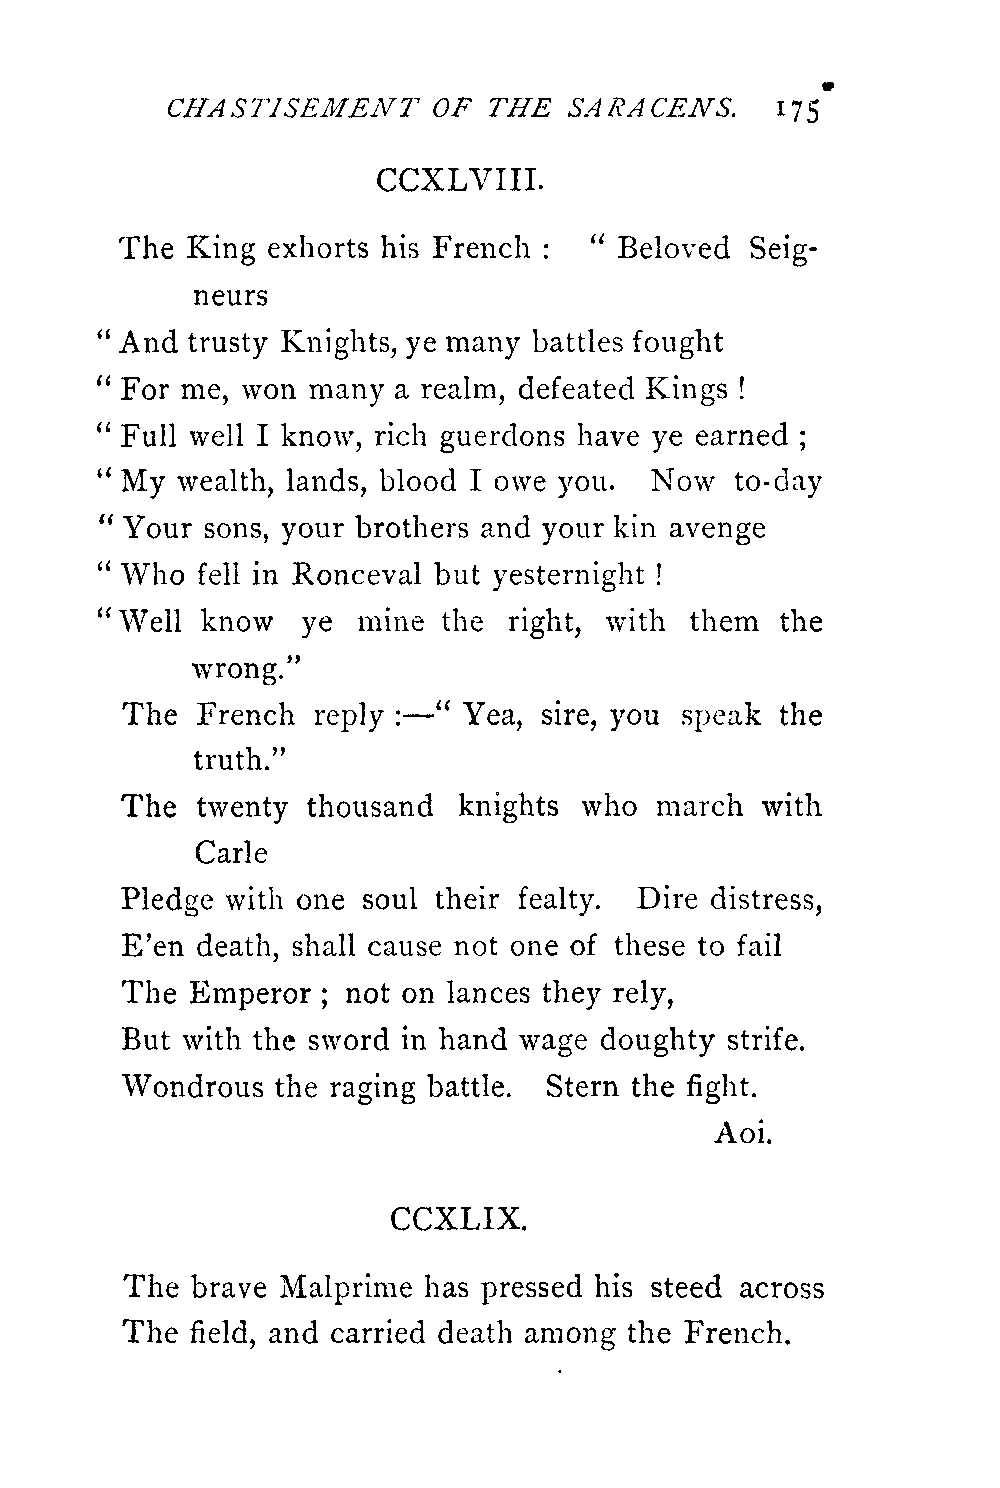 CHASTISEMENT OF THE SARACENS. 175
CCXLVIII.
The King exhorts his French : “ Beloved Seig-
neurs
“ And trusty Knights, ye many battles fought
“ For me, won many a realm, defeated Kings !
“ Full well I know, rich guerdons have ye earned ;
“ My wealth, lands, blood I owe you. Now to-day
“ Your sons, your brothers and your kin avenge
“ Who fell in Ronceval but yesternight !
“ Well know ye mine the right, with them the
wrong.”
The French reply :—“ Yea, sire, you speak the
truth.”
The twenty thousand knights who march with
Carle
Pledge with one soul their fealty. Dire distress,
E’en death, shall cause not one of these to fail
The Emperor ; not on lances they rely,
But with the sword in hand wage doughty strife.
Wondrous the raging battle. Stern the fight.
Aoi.
CCXLIX.
The brave Malprime has pressed his steed across
The field, and carried death among the French.